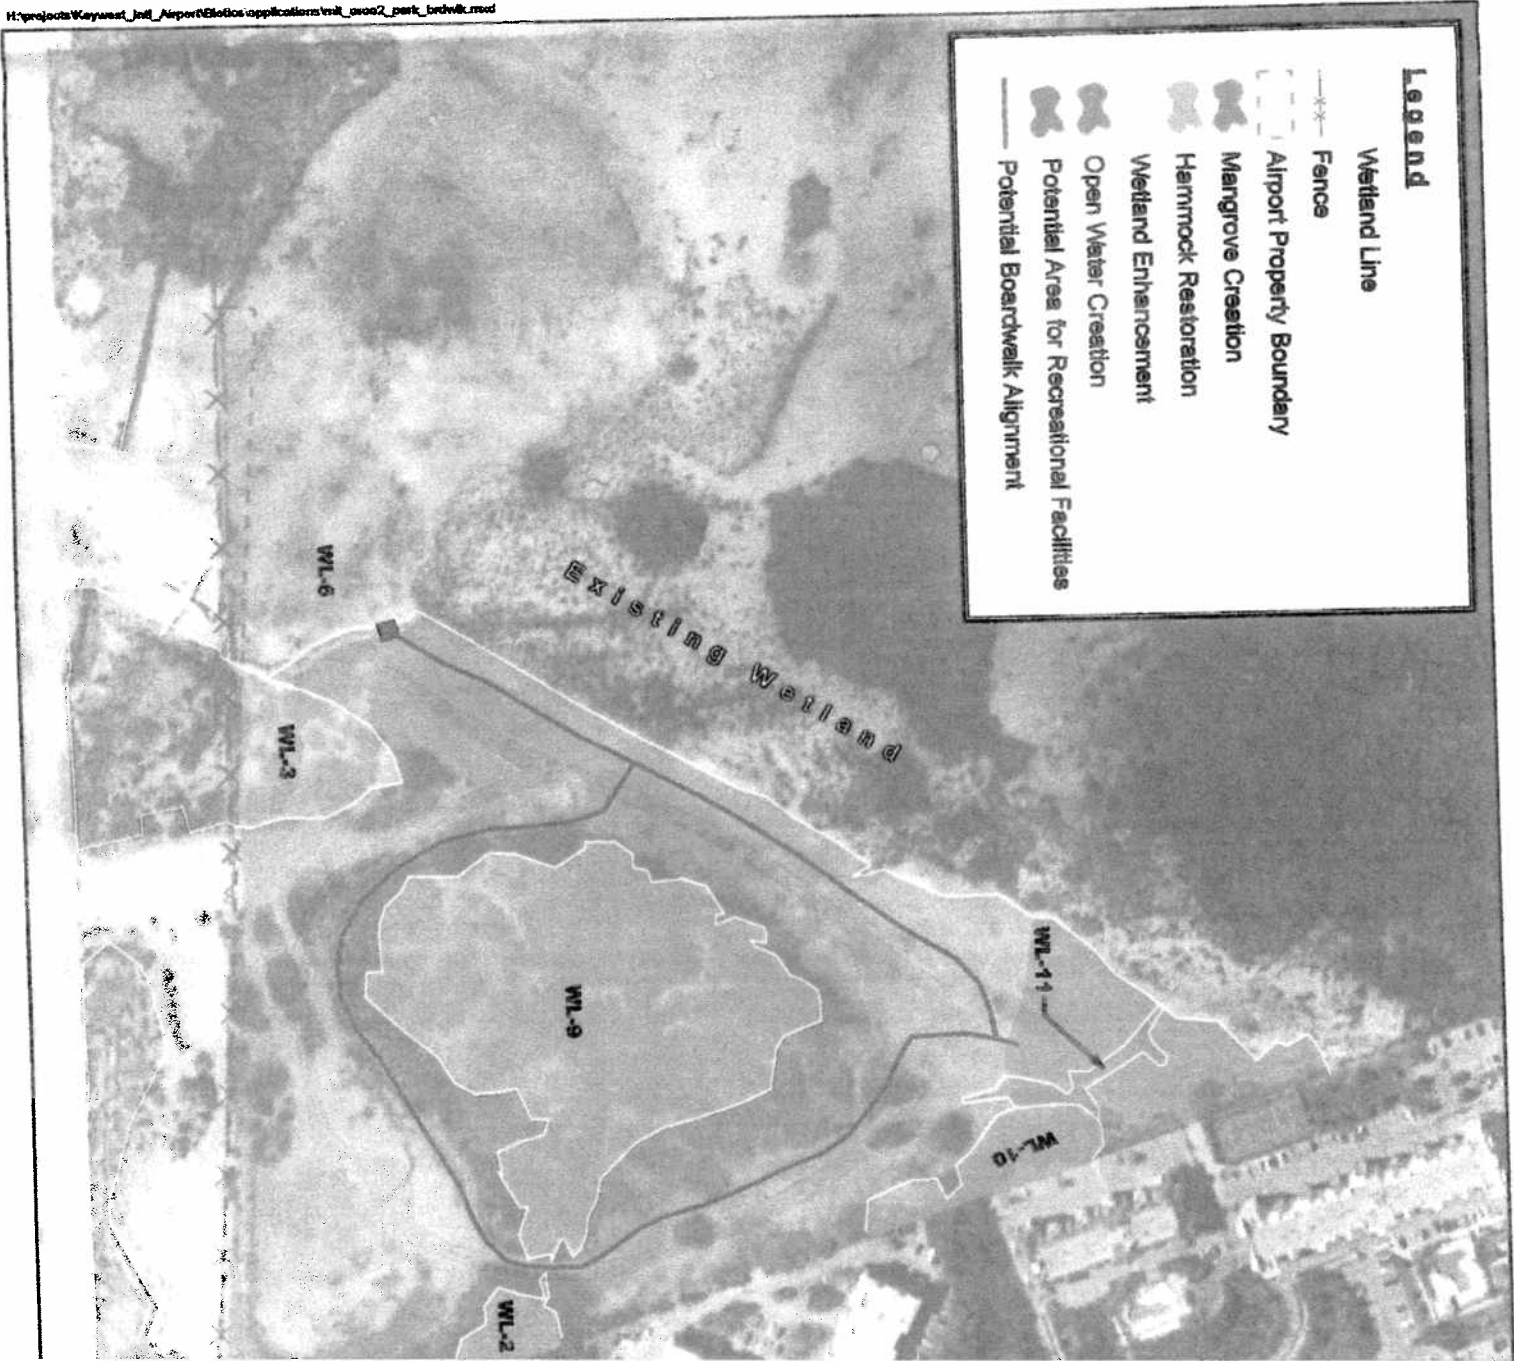 Legend
Wetland Line
Fence
Airport Property Boundary
Mangrove Creation
Hammock Restoration
Wetland Enhancement
Open Water Creation
Potential Area for Recreational Facilities
Potential Boardwalk Alignment
Existing Wetland
WL-6
WL-3
WL-11
WL-9
WL-10
WL-2